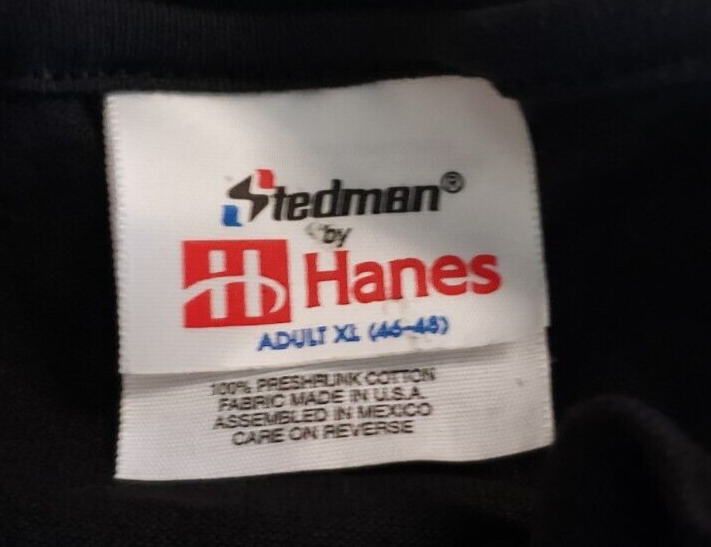 Stedman®
by
Hanes
ADULT XL (46-48)
100% PRESHRUNK COTTON
FABRIC MADE IN U.S.A.
ASSEMBLED IN MEXICO
CARE ON REVERSE